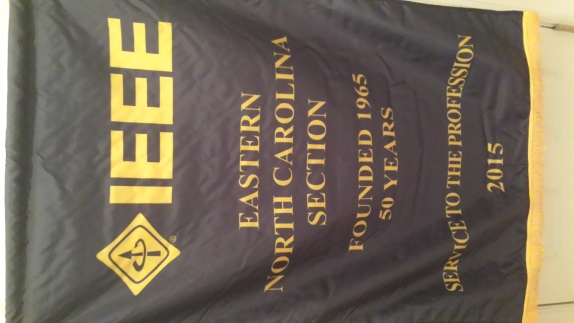 IEEE
®
EASTERN
NORTH CAROLINA
SECTION
FOUNDED 1965
50 YEARS
SERVICE TO THE PROFESSION
2015